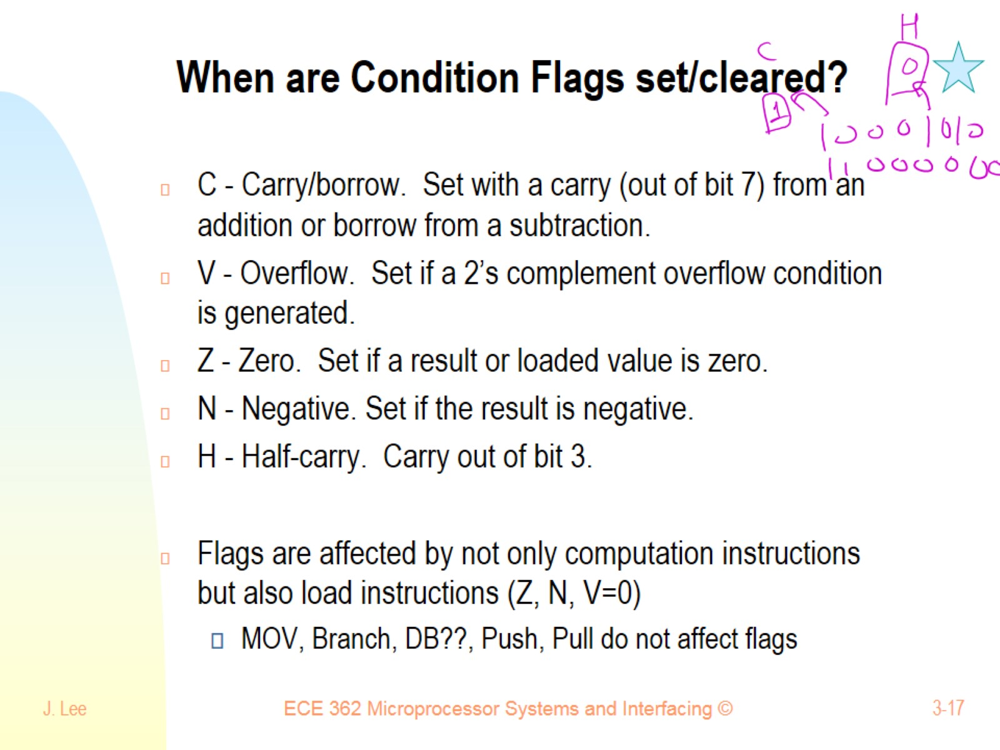 H
C
When are Condition Flags set/cleared?
0
1
10001010
11000000
C - Carry/borrow. Set with a carry (out of bit 7) from an
addition or borrow from a subtraction.
V - Overflow. Set if a 2’s complement overflow condition
is generated.
Z - Zero. Set if a result or loaded value is zero.
N - Negative. Set if the result is negative.
H - Half-carry. Carry out of bit 3.
Flags are affected by not only computation instructions
but also load instructions (Z, N, V=0)
MOV, Branch, DB??, Push, Pull do not affect flags
J. Lee
ECE 362 Microprocessor Systems and Interfacing ©
3-17